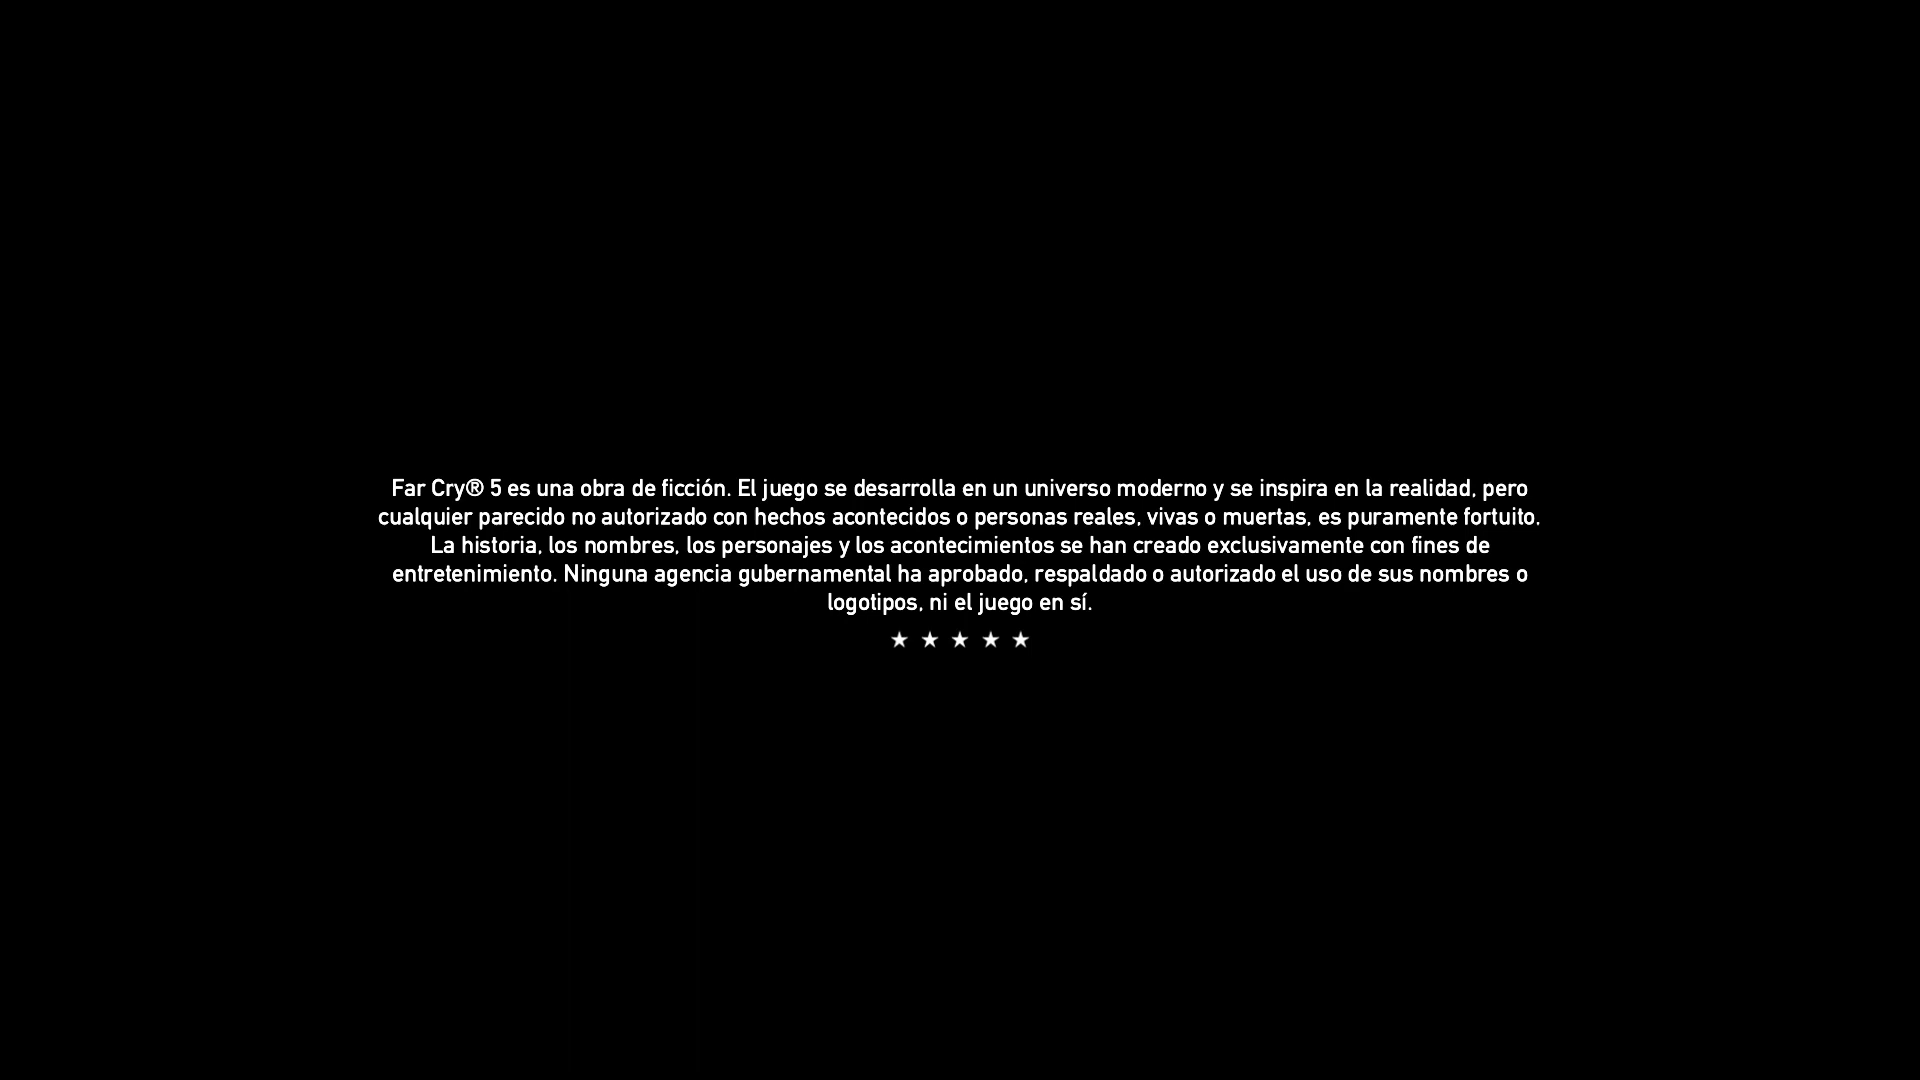 Far Cry® 5 es una obra de ficción. El juego se desarrolla en un universo moderno y se inspira en la realidad, pero
cualquier parecido no autorizado con hechos acontecidos o personas reales, vivas o muertas, es puramente fortuito.
La historia, los nombres, los personajes y los acontecimientos se han creado exclusivamente con fines de
entretenimiento. Ninguna agencia gubernamental ha aprobado, respaldado o autorizado el uso de sus nombres o
logotipos, ni el juego en sí.
★ ★ ★ ★ ★